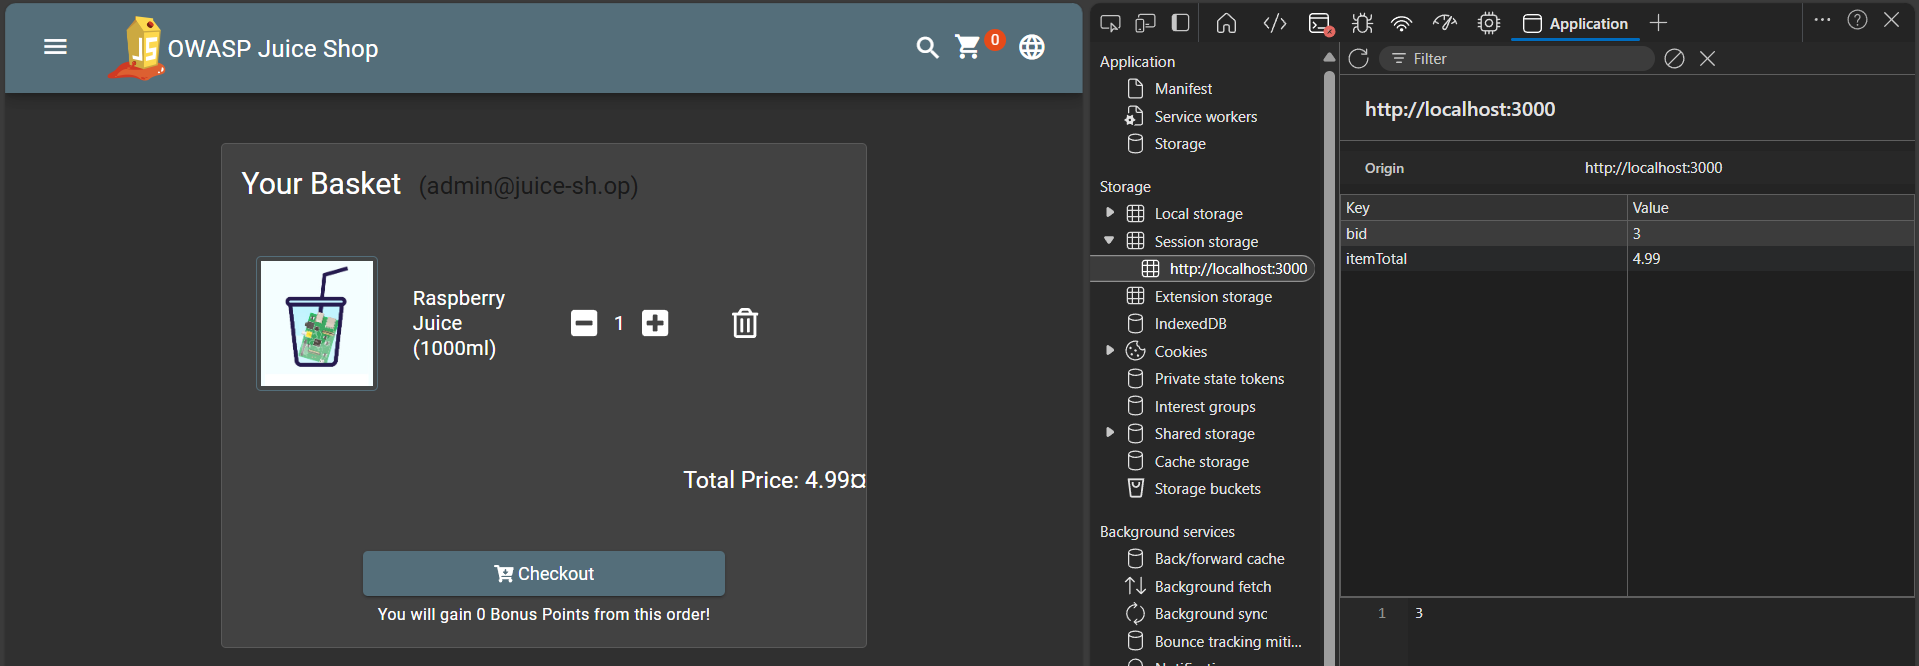 OWASP Juice Shop
0
Your Basket (admin@juice-sh.op)
Raspberry
Juice
(1000ml)
1
Total Price: 4.99¤
Checkout
You will gain 0 Bonus Points from this order!
Application
Application
Manifest
Service workers
Storage
Storage
Local storage
Session storage
http://localhost:3000
Extension storage
IndexedDB
Cookies
Private state tokens
Interest groups
Shared storage
Cache storage
Storage buckets
Background services
Back/forward cache
Background fetch
Background sync
Bounce tracking miti...
Filter
http://localhost:3000
Origin http://localhost:3000
Key Value
bid 3
itemTotal 4.99
1 3